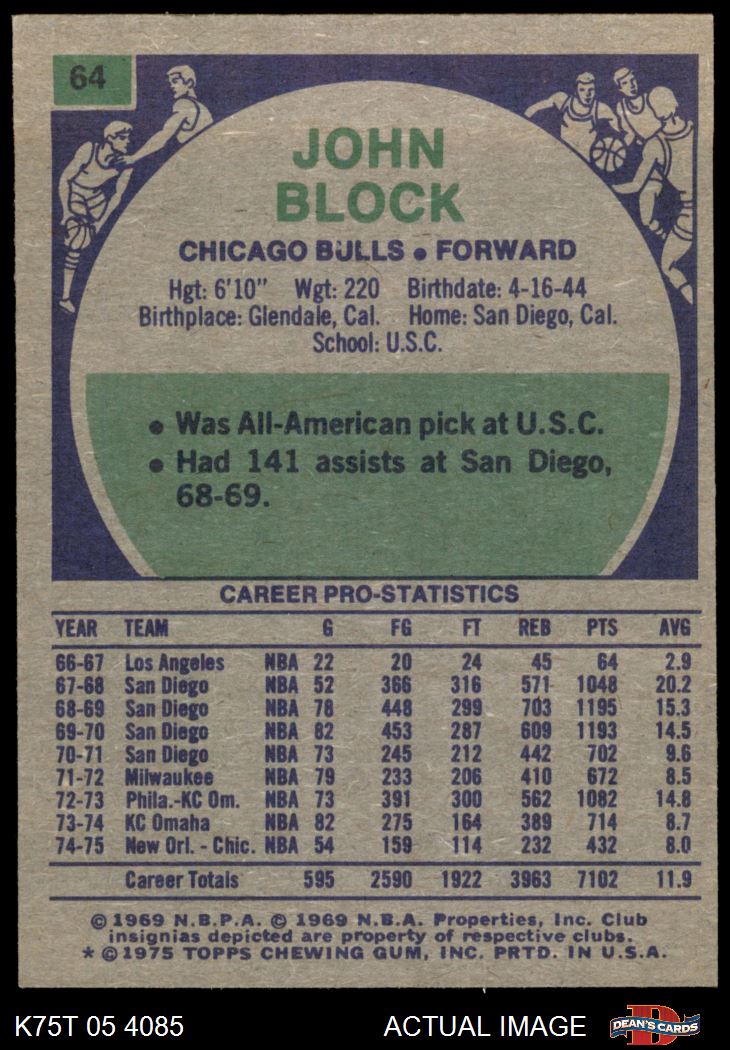 64
JOHN
BLOCK
CHICAGO BULLS • FORWARD
Hgt: 6'10" Wgt: 220 Birthdate: 4-16-44
Birthplace: Glendale, Cal. Home: San Diego, Cal.
School: U.S.C.
• Was All-American pick at U.S.C.
• Had 141 assists at San Diego,
68-69.
CAREER PRO-STATISTICS
YEAR TEAM G FG FT REB PTS AVG
66-67 Los Angeles NBA 22 20 24 45 64 2.9
67-68 San Diego NBA 52 366 316 571 1048 20.2
68-69 San Diego NBA 78 448 299 703 1195 15.3
69-70 San Diego NBA 82 453 287 609 1193 14.5
70-71 San Diego NBA 73 245 212 442 702 9.6
71-72 Milwaukee NBA 79 233 206 410 672 8.5
72-73 Phila.-KC Om. NBA 73 391 300 562 1082 14.8
73-74 KC Omaha NBA 82 275 164 389 714 8.7
74-75 New Orl. - Chic. NBA 54 159 114 232 432 8.0
Career Totals 595 2590 1922 3963 7102 11.9
© 1969 N.B.P.A. © 1969 N.B.A. Properties, Inc. Club
insignias depicted are property of respective clubs.
* © 1975 TOPPS CHEWING GUM, INC. PRTD. IN U.S.A.
K75T 05 4085 ACTUAL IMAGE
D
DEAN'S CARDS